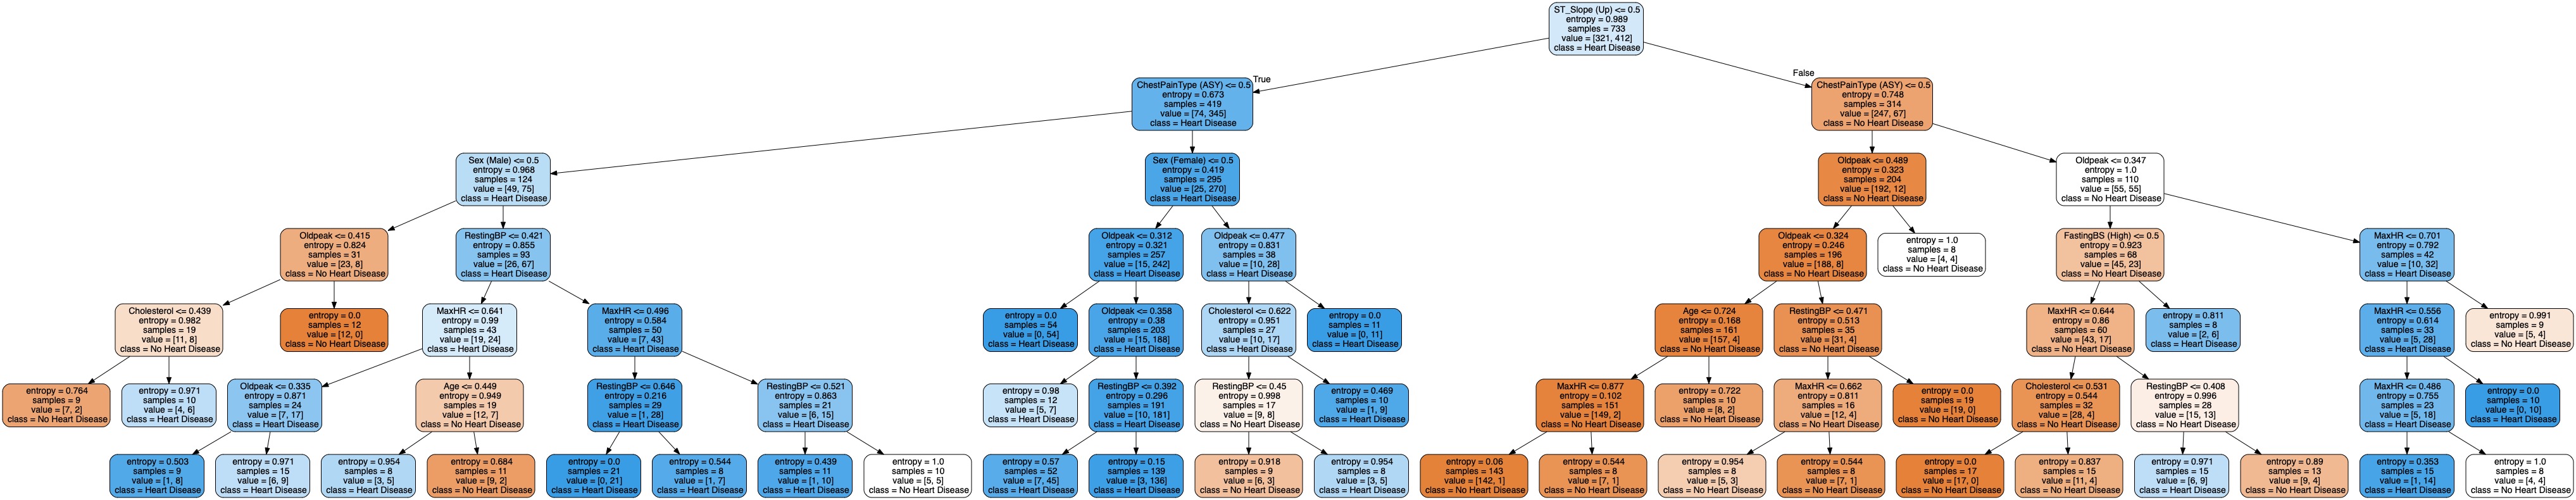 ST_Slope (Up) <= 0.5
entropy = 0.989
samples = 733
value = [321, 412]
class = Heart Disease
True
False
ChestPainType (ASY) <= 0.5
entropy = 0.673
samples = 419
value = [74, 345]
class = Heart Disease
ChestPainType (ASY) <= 0.5
entropy = 0.748
samples = 314
value = [247, 67]
class = No Heart Disease
Sex (Male) <= 0.5
entropy = 0.968
samples = 124
value = [49, 75]
class = Heart Disease
Sex (Female) <= 0.5
entropy = 0.419
samples = 295
value = [25, 270]
class = Heart Disease
Oldpeak <= 0.489
entropy = 0.323
samples = 204
value = [192, 12]
class = No Heart Disease
Oldpeak <= 0.347
entropy = 1.0
samples = 110
value = [55, 55]
class = No Heart Disease
Oldpeak <= 0.415
entropy = 0.824
samples = 31
value = [23, 8]
class = No Heart Disease
RestingBP <= 0.421
entropy = 0.855
samples = 93
value = [26, 67]
class = Heart Disease
Oldpeak <= 0.312
entropy = 0.321
samples = 257
value = [15, 242]
class = Heart Disease
Oldpeak <= 0.477
entropy = 0.831
samples = 38
value = [10, 28]
class = Heart Disease
Oldpeak <= 0.324
entropy = 0.246
samples = 196
value = [188, 8]
class = No Heart Disease
entropy = 1.0
samples = 8
value = [4, 4]
class = No Heart Disease
FastingBS (High) <= 0.5
entropy = 0.923
samples = 68
value = [45, 23]
class = No Heart Disease
MaxHR <= 0.701
entropy = 0.792
samples = 42
value = [10, 32]
class = Heart Disease
Cholesterol <= 0.439
entropy = 0.982
samples = 19
value = [11, 8]
class = No Heart Disease
entropy = 0.0
samples = 12
value = [12, 0]
class = No Heart Disease
MaxHR <= 0.641
entropy = 0.99
samples = 43
value = [19, 24]
class = Heart Disease
MaxHR <= 0.496
entropy = 0.584
samples = 50
value = [7, 43]
class = Heart Disease
entropy = 0.0
samples = 54
value = [0, 54]
class = Heart Disease
Oldpeak <= 0.358
entropy = 0.38
samples = 203
value = [15, 188]
class = Heart Disease
Cholesterol <= 0.622
entropy = 0.951
samples = 27
value = [10, 17]
class = Heart Disease
entropy = 0.0
samples = 11
value = [0, 11]
class = Heart Disease
Age <= 0.724
entropy = 0.168
samples = 161
value = [157, 4]
class = No Heart Disease
RestingBP <= 0.471
entropy = 0.513
samples = 35
value = [31, 4]
class = No Heart Disease
MaxHR <= 0.644
entropy = 0.86
samples = 60
value = [43, 17]
class = No Heart Disease
entropy = 0.811
samples = 8
value = [2, 6]
class = Heart Disease
MaxHR <= 0.556
entropy = 0.614
samples = 33
value = [5, 28]
class = Heart Disease
entropy = 0.991
samples = 9
value = [5, 4]
class = No Heart Disease
entropy = 0.764
samples = 9
value = [7, 2]
class = No Heart Disease
entropy = 0.971
samples = 10
value = [4, 6]
class = Heart Disease
Oldpeak <= 0.335
entropy = 0.871
samples = 24
value = [7, 17]
class = Heart Disease
Age <= 0.449
entropy = 0.949
samples = 19
value = [12, 7]
class = No Heart Disease
RestingBP <= 0.646
entropy = 0.216
samples = 29
value = [1, 28]
class = Heart Disease
RestingBP <= 0.521
entropy = 0.863
samples = 21
value = [6, 15]
class = Heart Disease
entropy = 0.98
samples = 12
value = [5, 7]
class = Heart Disease
RestingBP <= 0.392
entropy = 0.296
samples = 191
value = [10, 181]
class = Heart Disease
RestingBP <= 0.45
entropy = 0.998
samples = 17
value = [9, 8]
class = No Heart Disease
entropy = 0.469
samples = 10
value = [1, 9]
class = Heart Disease
MaxHR <= 0.877
entropy = 0.102
samples = 151
value = [149, 2]
class = No Heart Disease
entropy = 0.722
samples = 10
value = [8, 2]
class = No Heart Disease
MaxHR <= 0.662
entropy = 0.811
samples = 16
value = [12, 4]
class = No Heart Disease
entropy = 0.0
samples = 19
value = [19, 0]
class = No Heart Disease
Cholesterol <= 0.531
entropy = 0.544
samples = 32
value = [28, 4]
class = No Heart Disease
RestingBP <= 0.408
entropy = 0.996
samples = 28
value = [15, 13]
class = No Heart Disease
MaxHR <= 0.486
entropy = 0.755
samples = 23
value = [5, 18]
class = Heart Disease
entropy = 0.0
samples = 10
value = [0, 10]
class = Heart Disease
entropy = 0.503
samples = 9
value = [1, 8]
class = Heart Disease
entropy = 0.971
samples = 15
value = [6, 9]
class = Heart Disease
entropy = 0.954
samples = 8
value = [3, 5]
class = Heart Disease
entropy = 0.684
samples = 11
value = [9, 2]
class = No Heart Disease
entropy = 0.0
samples = 21
value = [0, 21]
class = Heart Disease
entropy = 0.544
samples = 8
value = [1, 7]
class = Heart Disease
entropy = 0.439
samples = 11
value = [1, 10]
class = Heart Disease
entropy = 1.0
samples = 10
value = [5, 5]
class = No Heart Disease
entropy = 0.57
samples = 52
value = [7, 45]
class = Heart Disease
entropy = 0.15
samples = 139
value = [3, 136]
class = Heart Disease
entropy = 0.918
samples = 9
value = [6, 3]
class = No Heart Disease
entropy = 0.954
samples = 8
value = [3, 5]
class = Heart Disease
entropy = 0.06
samples = 143
value = [142, 1]
class = No Heart Disease
entropy = 0.544
samples = 8
value = [7, 1]
class = No Heart Disease
entropy = 0.954
samples = 8
value = [5, 3]
class = No Heart Disease
entropy = 0.544
samples = 8
value = [7, 1]
class = No Heart Disease
entropy = 0.0
samples = 17
value = [17, 0]
class = No Heart Disease
entropy = 0.837
samples = 15
value = [11, 4]
class = No Heart Disease
entropy = 0.971
samples = 15
value = [6, 9]
class = Heart Disease
entropy = 0.89
samples = 13
value = [9, 4]
class = No Heart Disease
entropy = 0.353
samples = 15
value = [1, 14]
class = Heart Disease
entropy = 1.0
samples = 8
value = [4, 4]
class = No Heart Disease